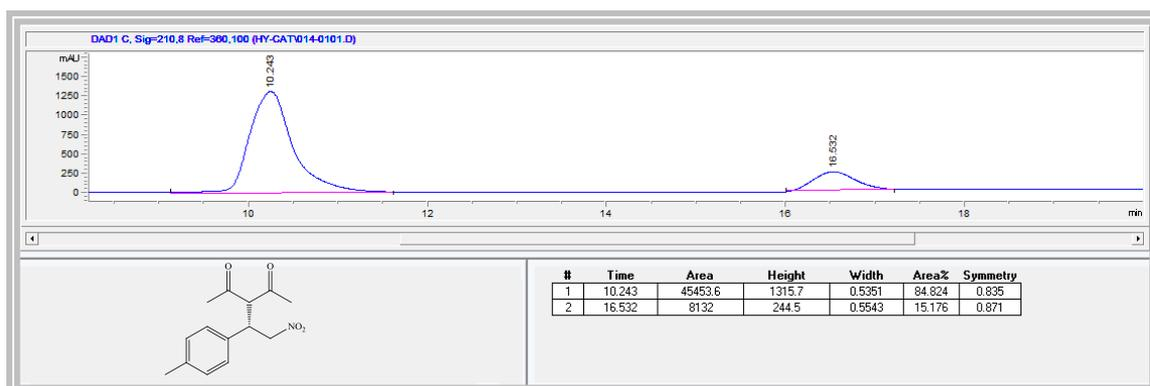 DAD1 C, Sig=210,8 Ref=360,100 (HY-CAT\014-0101.D)
mAU
1500
1250
1000
750
500
250
0
10.243
16.532
10 12 14 16 18 min
O O
NO2
# Time Area Height Width Area% Symmetry
1 10.243 45453.6 1315.7 0.5351 84.824 0.835
2 16.532 8132 244.5 0.5543 15.176 0.871